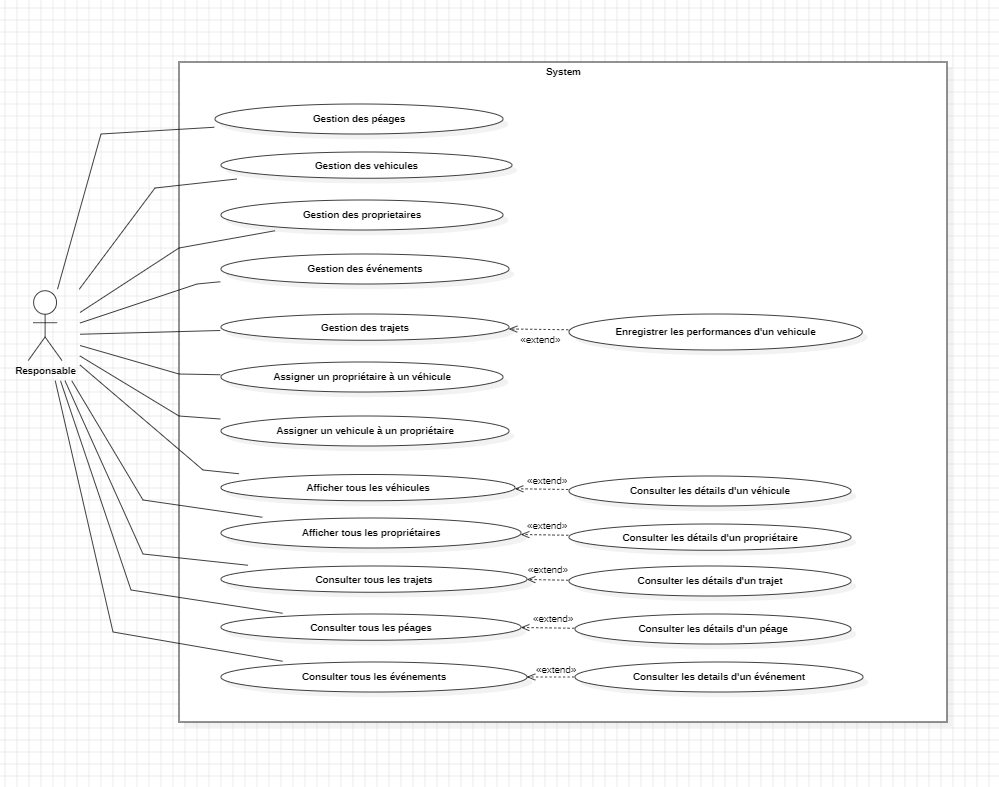 System
Gestion des péages
Gestion des vehicules
Gestion des proprietaires
Gestion des événements
Gestion des trajets
Enregistrer les performances d'un vehicule
«extend»
Responsable
Assigner un propriétaire à un véhicule
Assigner un vehicule à un propriétaire
Afficher tous les véhicules
«extend»
Consulter les détails d'un véhicule
Afficher tous les propriétaires
«extend»
Consulter les détails d'un propriétaire
Consulter tous les trajets
«extend»
Consulter les détails d'un trajet
Consulter tous les péages
«extend»
Consulter les détails d'un péage
Consulter tous les événements
«extend»
Consulter les details d'un événement